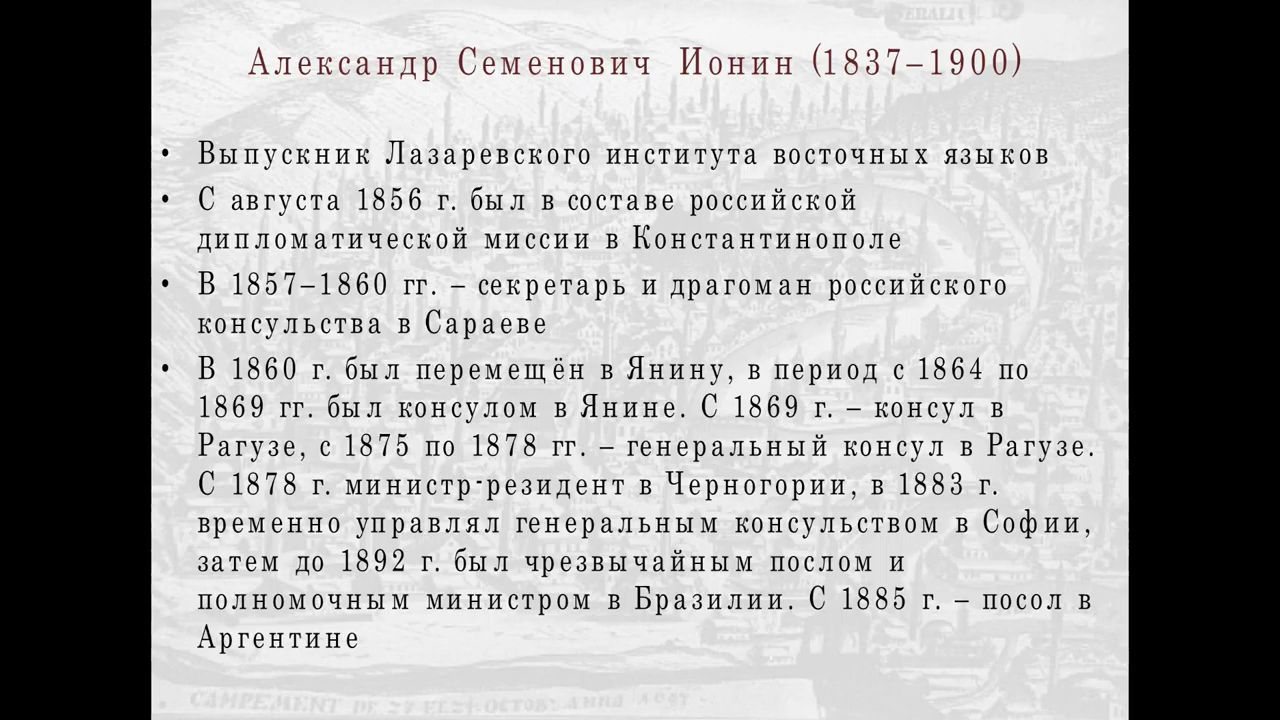 Александр Семенович Ионин (1837–1900)
• Выпускник Лазаревского института восточных языков
• С августа 1856 г. был в составе российской
дипломатической миссии в Константинополе
• В 1857–1860 гг. – секретарь и драгоман российского
консульства в Сараеве
• В 1860 г. был перемещён в Янину, в период с 1864 по
1869 гг. был консулом в Янине. С 1869 г. – консул в
Рагузе, с 1875 по 1878 гг. – генеральный консул в Рагузе.
С 1878 г. министр-резидент в Черногории, в 1883 г.
временно управлял генеральным консульством в Софии,
затем до 1892 г. был чрезвычайным послом и
полномочным министром в Бразилии. С 1885 г. – посол в
Аргентине
CAMPEMENT DE